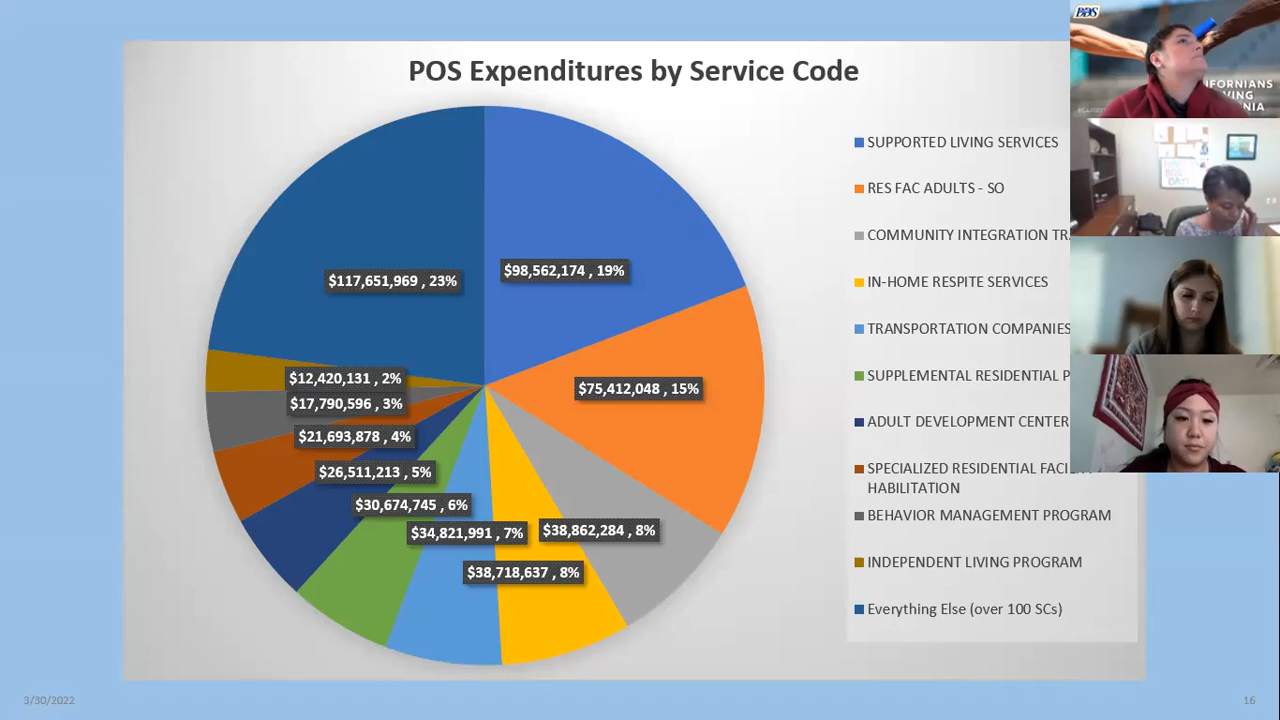 POS Expenditures by Service Code
$98,562,174 , 19%
$117,651,969 , 23%
$12,420,131 , 2%
$75,412,048 , 15%
$17,790,596 , 3%
$21,693,878 , 4%
$26,511,213 , 5%
$30,674,745 , 6%
$34,821,991 , 7%
$38,862,284 , 8%
$38,718,637 , 8%
SUPPORTED LIVING SERVICES
RES FAC ADULTS - SO
COMMUNITY INTEGRATION
IN-HOME RESPITE SERVICES
TRANSPORTATION COMPANIES
SUPPLEMENTAL RESIDENTIAL P
ADULT DEVELOPMENT CENTER
SPECIALIZED RESIDENTIAL
HABILITATION
BEHAVIOR MANAGEMENT PROGRAM
INDEPENDENT LIVING PROGRAM
Everything Else (over 100 SCs)
3/30/2022
16
DDS
IFORNIANS
VING
NIA